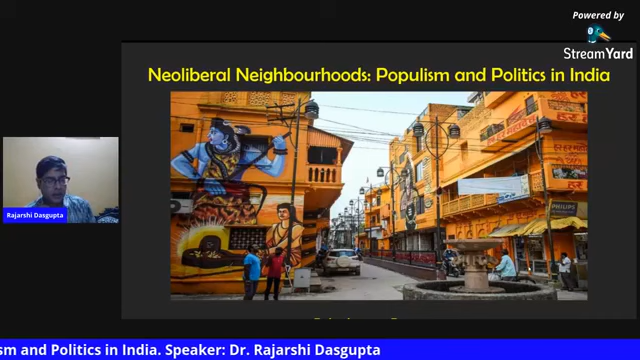 Powered by
StreamYard
Neoliberal Neighbourhoods: Populism and Politics in India
PHILIPS
Rajarshi Dasgupta
sm and Politics in India. Speaker: Dr. Rajarshi Dasgupta